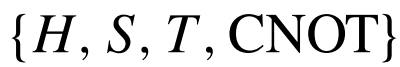 {H, S, T, CNOT}